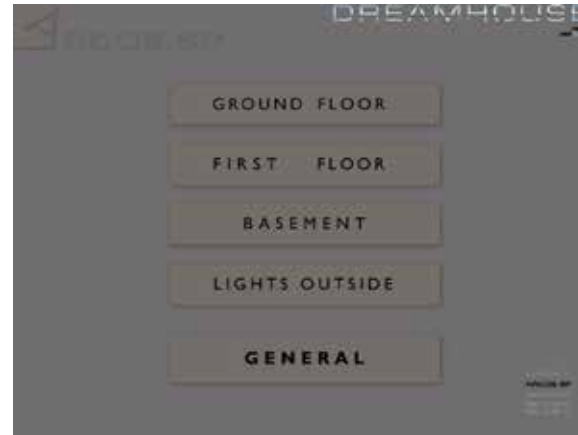 DREAMHOUSE
GROUND FLOOR
FIRST FLOOR
BASEMENT
LIGHTS OUTSIDE
GENERAL